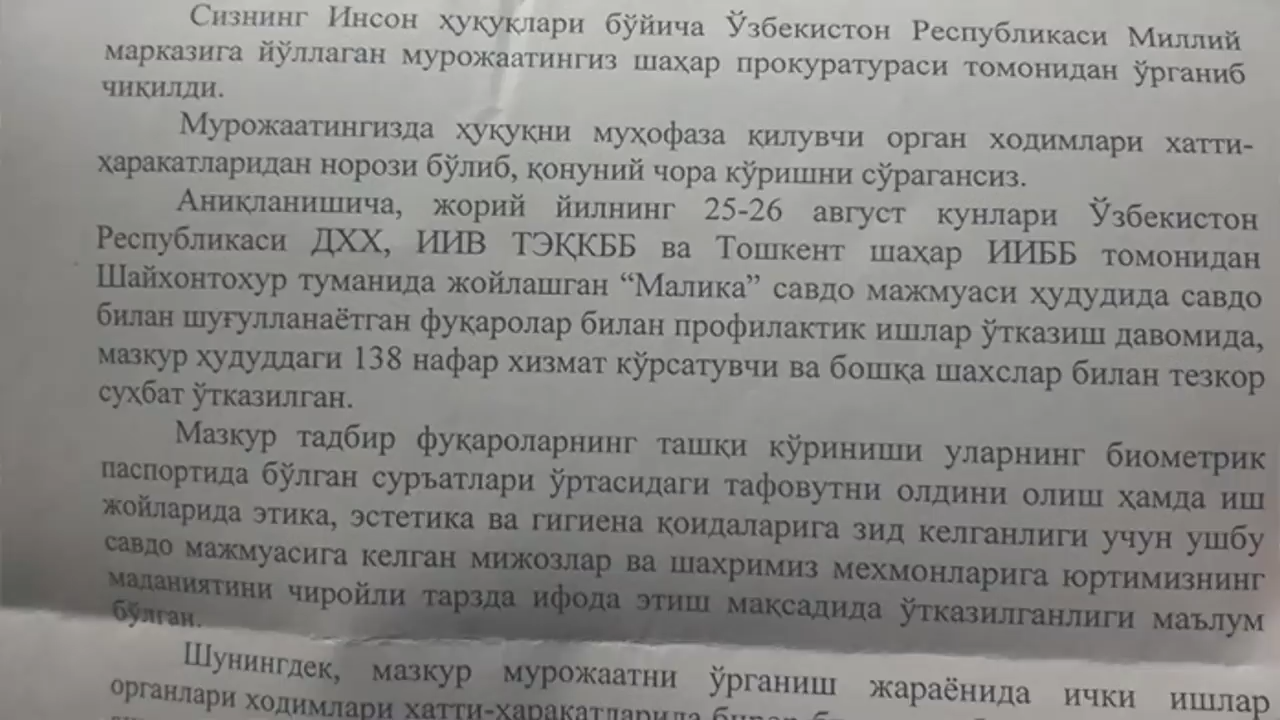 Сизнинг Инсон ҳуқуқлари бўйича Ўзбекистон Республикаси Миллий
марказига йўллаган мурожаатингиз шаҳар прокуратураси томонидан ўрганиб
чиқилди.
Мурожаатингизда ҳуқуқни муҳофаза қилувчи орган ходимлари хатти-
ҳаракатларидан норози бўлиб, қонуний чора кўришни сўрагансиз.
Аниқланишича, жорий йилнинг 25-26 август кунлари Ўзбекистон
Республикаси ДХХ, ИИВ ТЭҚКББ ва Тошкент шаҳар ИИББ томонидан
Шайхонтохур туманида жойлашган “Малика” савдо мажмуаси ҳудудида савдо
билан шуғулланаётган фуқаролар билан профилактик ишлар ўтказиш давомида,
мазкур ҳудуддаги 138 нафар хизмат кўрсатувчи ва бошқа шахслар билан тезкор
суҳбат ўтказилган.
Мазкур тадбир фуқароларнинг ташқи кўриниши уларнинг биометрик
паспортида бўлган суръатлари ўртасидаги тафовутни олдини олиш ҳамда иш
жойларида этика, эстетика ва гигиена қоидаларига зид келганлиги учун ушбу
савдо мажмуасига келган мижозлар ва шахримиз мехмонларига юртимизнинг
маданиятини чиройли тарзда ифода этиш мақсадида ўтказилганлиги маълум
бўлган.
Шунингдек, мазкур мурожаатни ўрганиш жараёнида ички ишлар
органлари ходимлари хатти-ҳаракатларида